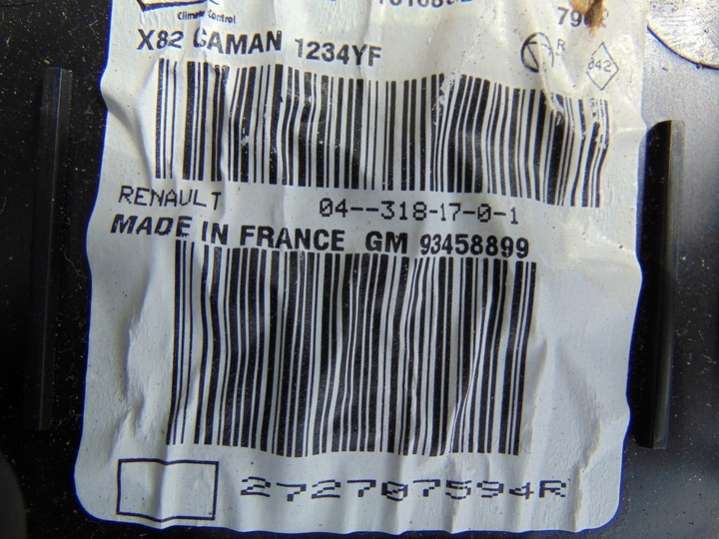 Climate Control
X82 CAMAN 1234YF
R
842
RENAULT 04--318-17-0-1
MADE IN FRANCE GM 93458899
272707594R